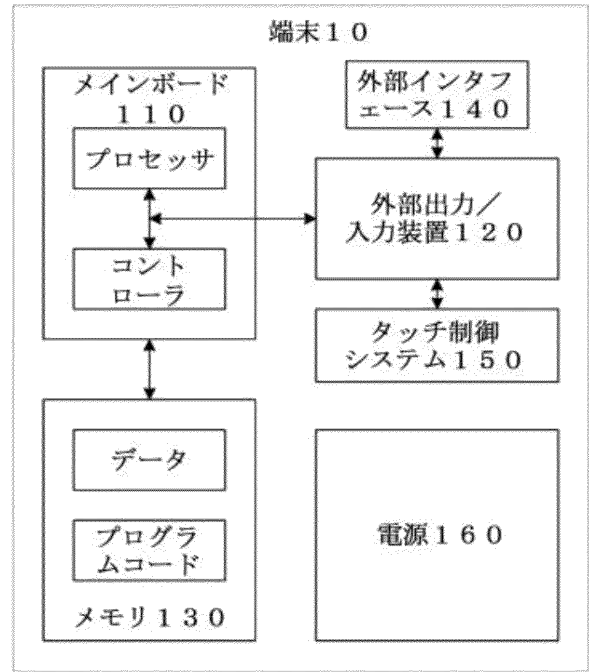 端末１０
メインボード
１１０
プロセッサ
コント
ローラ
外部インタフ
ェース１４０
外部出力／
入力装置１２０
タッチ制御
システム１５０
データ
プログラ
ムコード
メモリ１３０
電源１６０